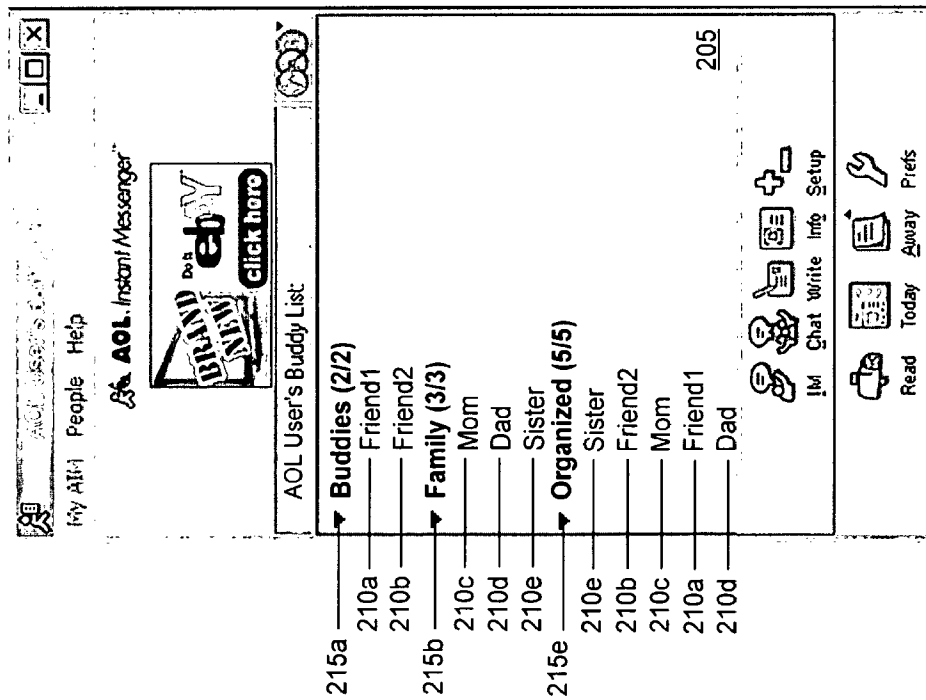 AOL User's Buddy List
My AIM People Help
AOL Instant Messenger™
BRAND
NEW
Do it
ebY
click here
AOL User's Buddy List
215a Buddies (2/2)
210a Friend1
210b Friend2
215b Family (3/3)
210c Mom
210d Dad
210e Sister
215e Organized (5/5)
210e Sister
210b Friend2
210c Mom
210a Friend1
210d Dad
205
IM Chat Write Info Setup
Read Today Away Prefs